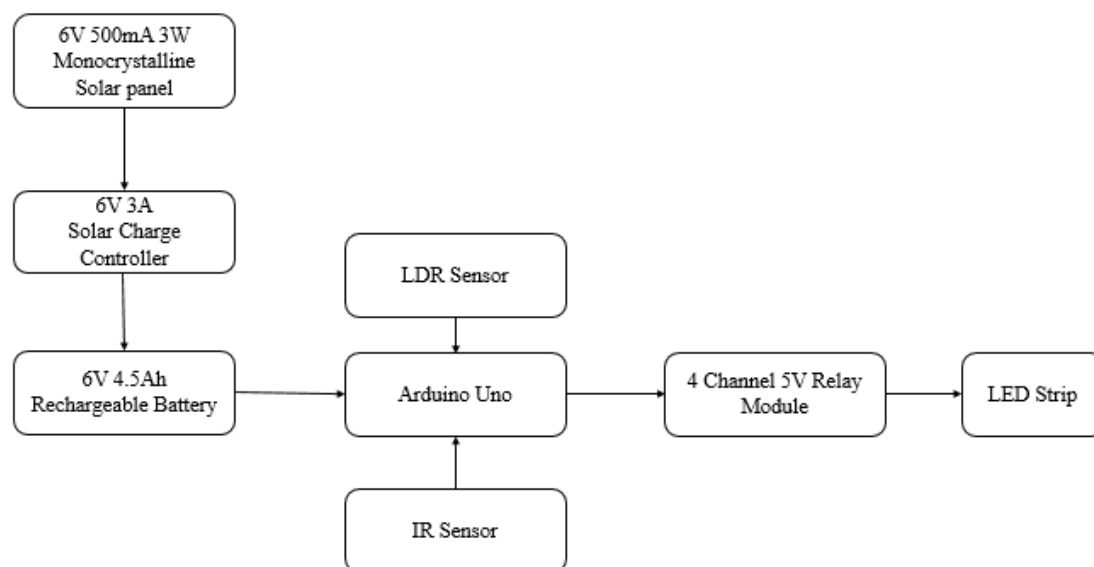 6V 500mA 3W
Monocrystalline
Solar panel
6V 3A
Solar Charge
Controller
LDR Sensor
6V 4.5Ah
Rechargeable Battery
Arduino Uno
4 Channel 5V Relay
Module
LED Strip
IR Sensor